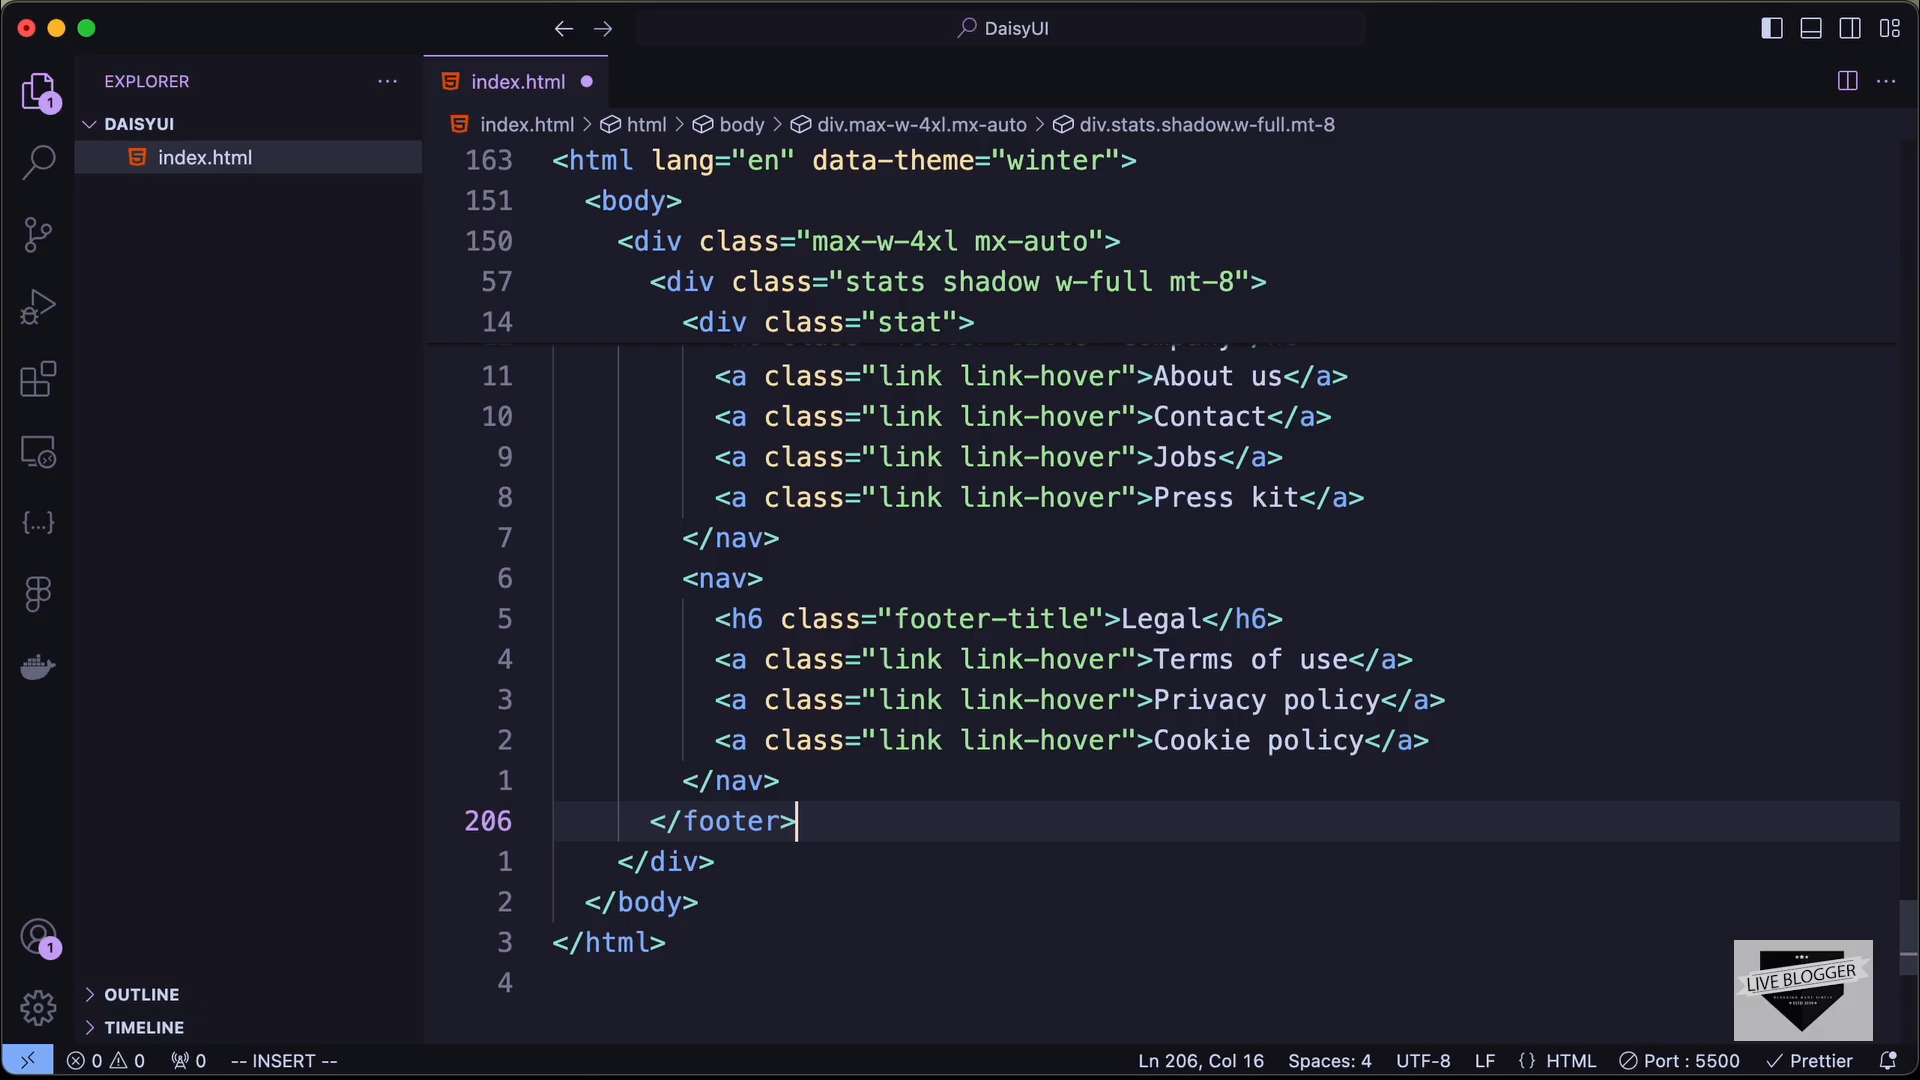 DaisyUI
EXPLORER
DAISYUI
index.html
index.html
index.html > html > body > div.max-w-4xl.mx-auto > div.stats.shadow.w-full.mt-8
163 <html lang="en" data-theme="winter">
151 <body>
150 <div class="max-w-4xl mx-auto">
57 <div class="stats shadow w-full mt-8">
14 <div class="stat">
11 <a class="link link-hover">About us</a>
10 <a class="link link-hover">Contact</a>
9 <a class="link link-hover">Jobs</a>
8 <a class="link link-hover">Press kit</a>
7 </nav>
6 <nav>
5 <h6 class="footer-title">Legal</h6>
4 <a class="link link-hover">Terms of use</a>
3 <a class="link link-hover">Privacy policy</a>
2 <a class="link link-hover">Cookie policy</a>
1 </nav>
206 </footer>
1 </div>
2 </body>
3 </html>
4
1
1
OUTLINE
TIMELINE
LIVE BLOGGER
0 0 0 -- INSERT -- Ln 206, Col 16 Spaces: 4 UTF-8 LF {} HTML Port : 5500 Prettier